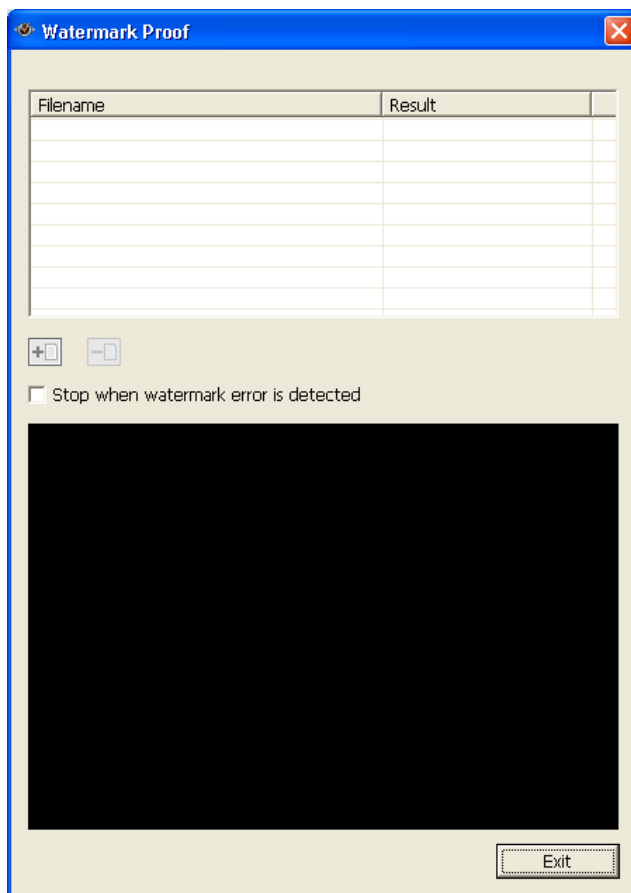 Watermark Proof
Filename Result
Stop when watermark error is detected
Exit